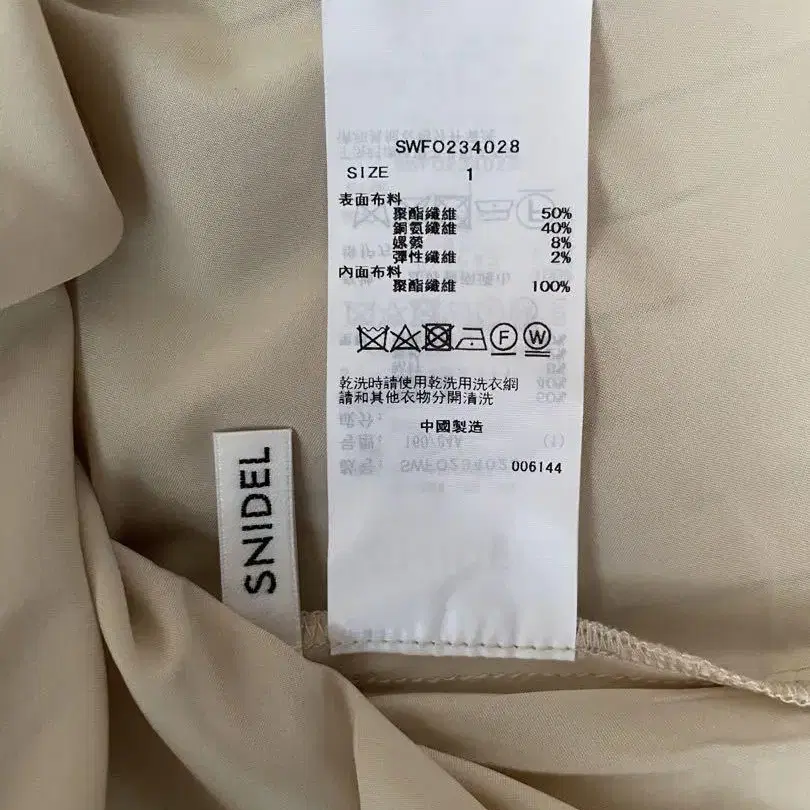 SWFO234028
SIZE 1
表面布料
聚酯纖維 50%
銅氨纖維 40%
嫘縈 8%
彈性纖維 2%
內面布料
聚酯纖維 100%
F W
乾洗時請使用乾洗用洗衣網
請和其他衣物分開清洗
中國製造
006144
SNIDEL